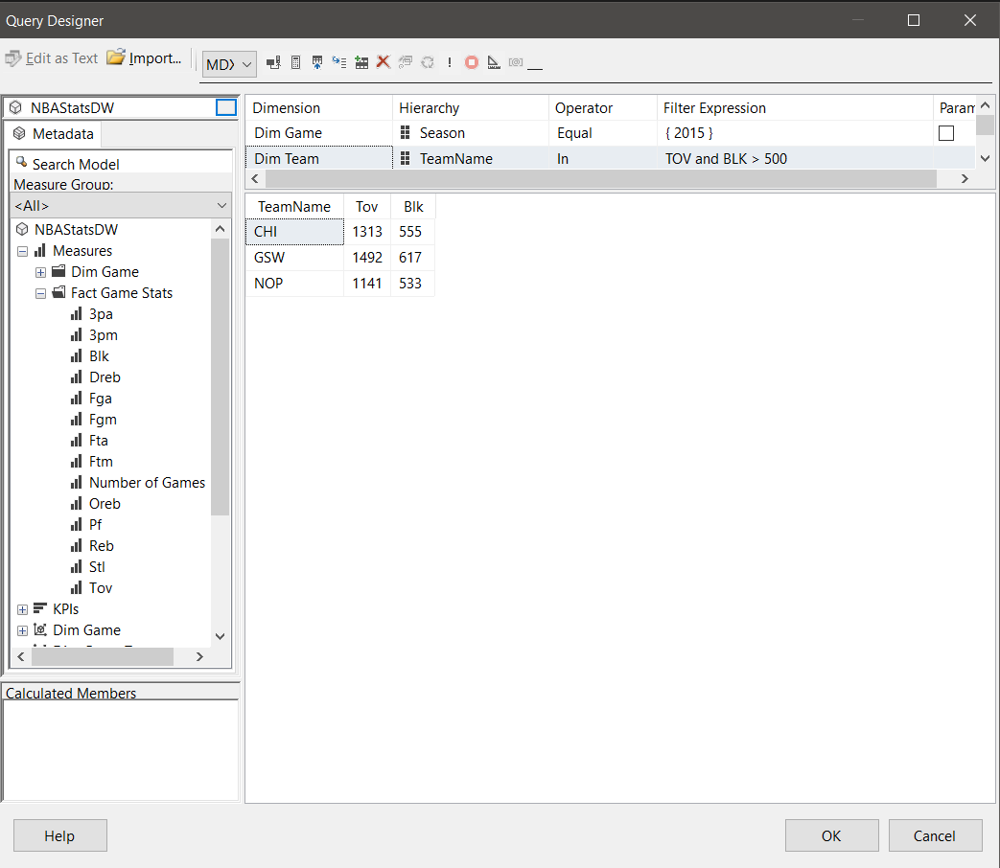 Query Designer
Edit as Text Import...
MDX
NBAStatsDW
Metadata
Search Model
Measure Group:
<All>
NBAStatsDW
Measures
Dim Game
Fact Game Stats
3pa
3pm
Blk
Dreb
Fga
Fgm
Fta
Ftm
Number of Games
Oreb
Pf
Reb
Stl
Tov
KPIs
Dim Game
Calculated Members
Dimension Hierarchy Operator Filter Expression Param
Dim Game Season Equal { 2015 }
Dim Team TeamName In TOV and BLK > 500
TeamName Tov Blk
CHI 1313 555
GSW 1492 617
NOP 1141 533
Help OK Cancel